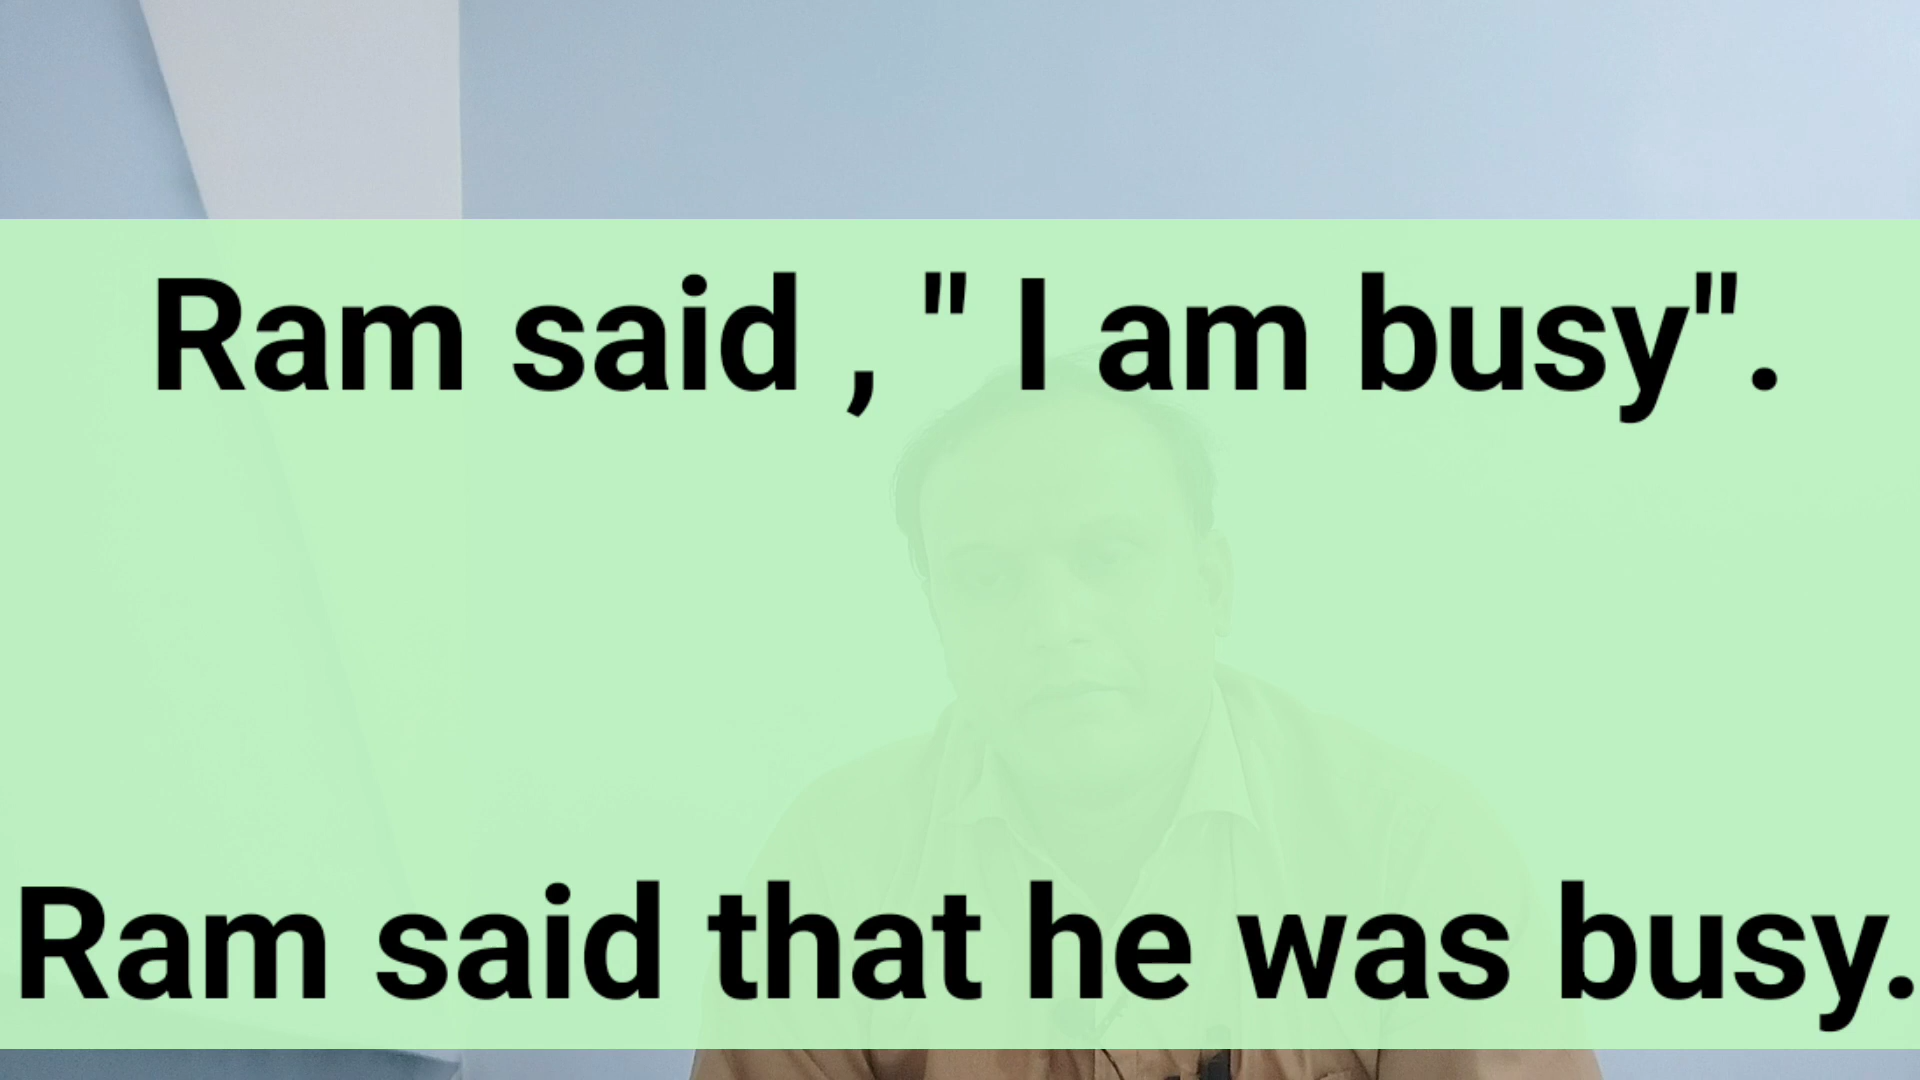 Ram said ," I am busy".
Ram said that he was busy.